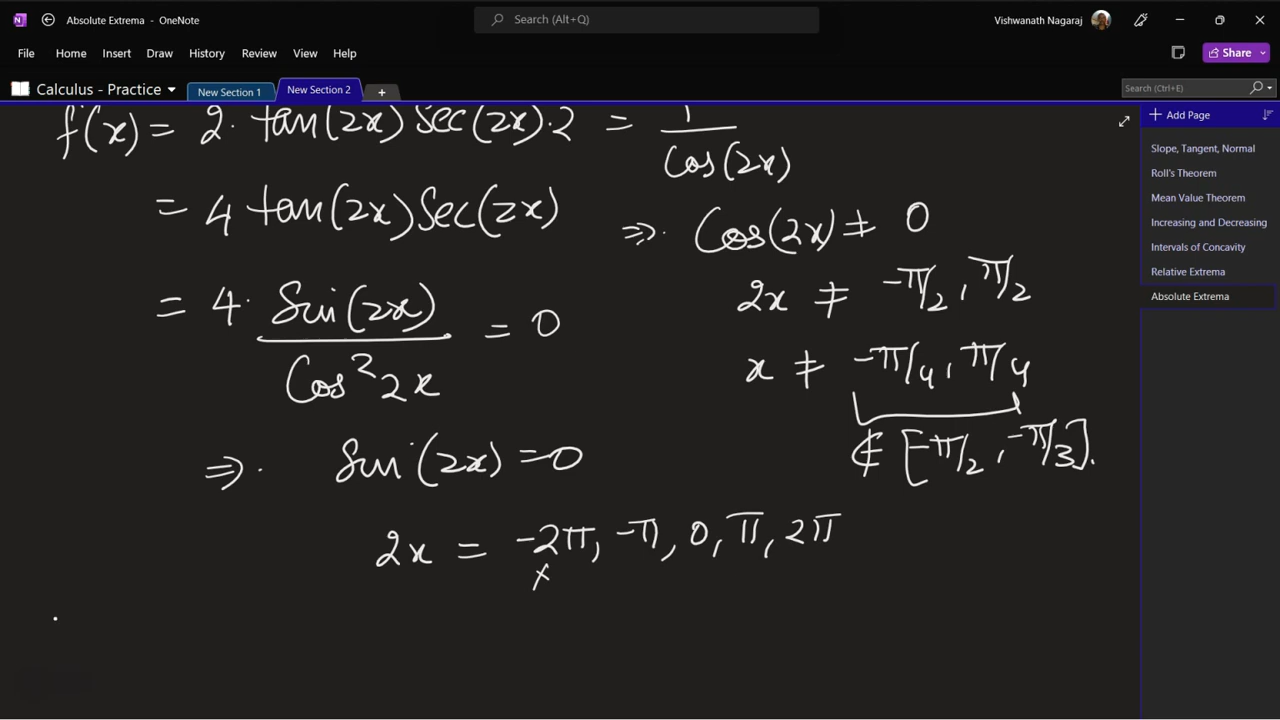 Absolute Extrema - OneNote
Search (Alt+Q)
Vishwanath Nagaraj
File Home Insert Draw History Review View Help
Share
Calculus - Practice
New Section 1
New Section 2
Search (Ctrl+E)
Add Page
Slope, Tangent, Normal
Roll's Theorem
Mean Value Theorem
Increasing and Decreasing
Intervals of Concavity
Relative Extrema
Absolute Extrema
f'(x) = 2. tan(2x) Sec(2x).2 = 1/Cos(2x)
= 4 tan(2x) Sec(2x)
⇒. Cos(2x) ≠ 0
2x ≠ -π/2, π/2
= 4. Sin(2x)/Cos² 2x = 0
x ≠ -π/4, π/4
∉ [-π/2, -π/3].
⇒. Sin(2x) = 0
2x = -2π, -π, 0, π, 2π
x